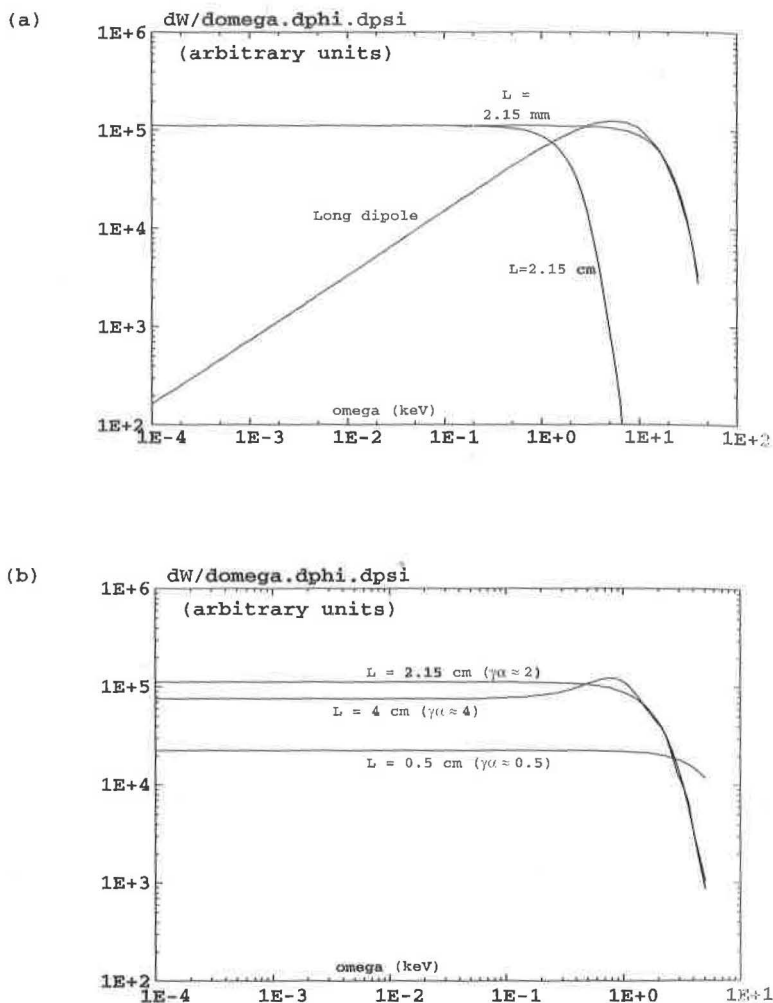 (a)
dW/domega.dphi.dpsi
(arbitrary units)
1E+6
1E+5
1E+4
1E+3
1E+2
L =
2.15 mm
Long dipole
L=2.15 cm
omega (keV)
1E-4 1E-3 1E-2 1E-1 1E+0 1E+1 1E+2
(b)
dW/domega.dphi.dpsi
(arbitrary units)
1E+6
1E+5
1E+4
1E+3
1E+2
L = 2.15 cm (γα ≈ 2)
L = 4 cm (γα ≈ 4)
L = 0.5 cm (γα ≈ 0.5)
omega (keV)
1E-4 1E-3 1E-2 1E-1 1E+0 1E+1